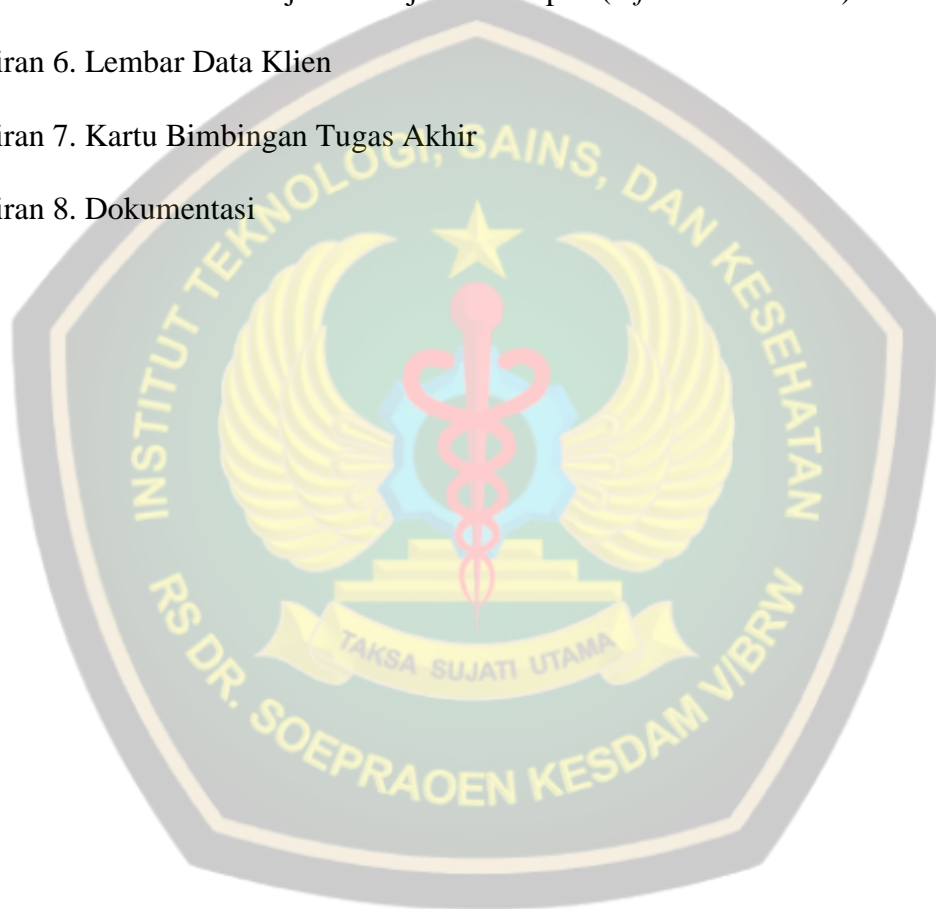 iran 6. Lembar Data Klien
iran 7. Kartu Bimbingan Tugas Akhir
iran 8. Dokumentasi
INSTITUT TEKNOLOGI, SAINS, DAN KESEHATAN
TAKSA SUJATI UTAMA
RS DR. SOEPRAOEN KESDAM V/BRW